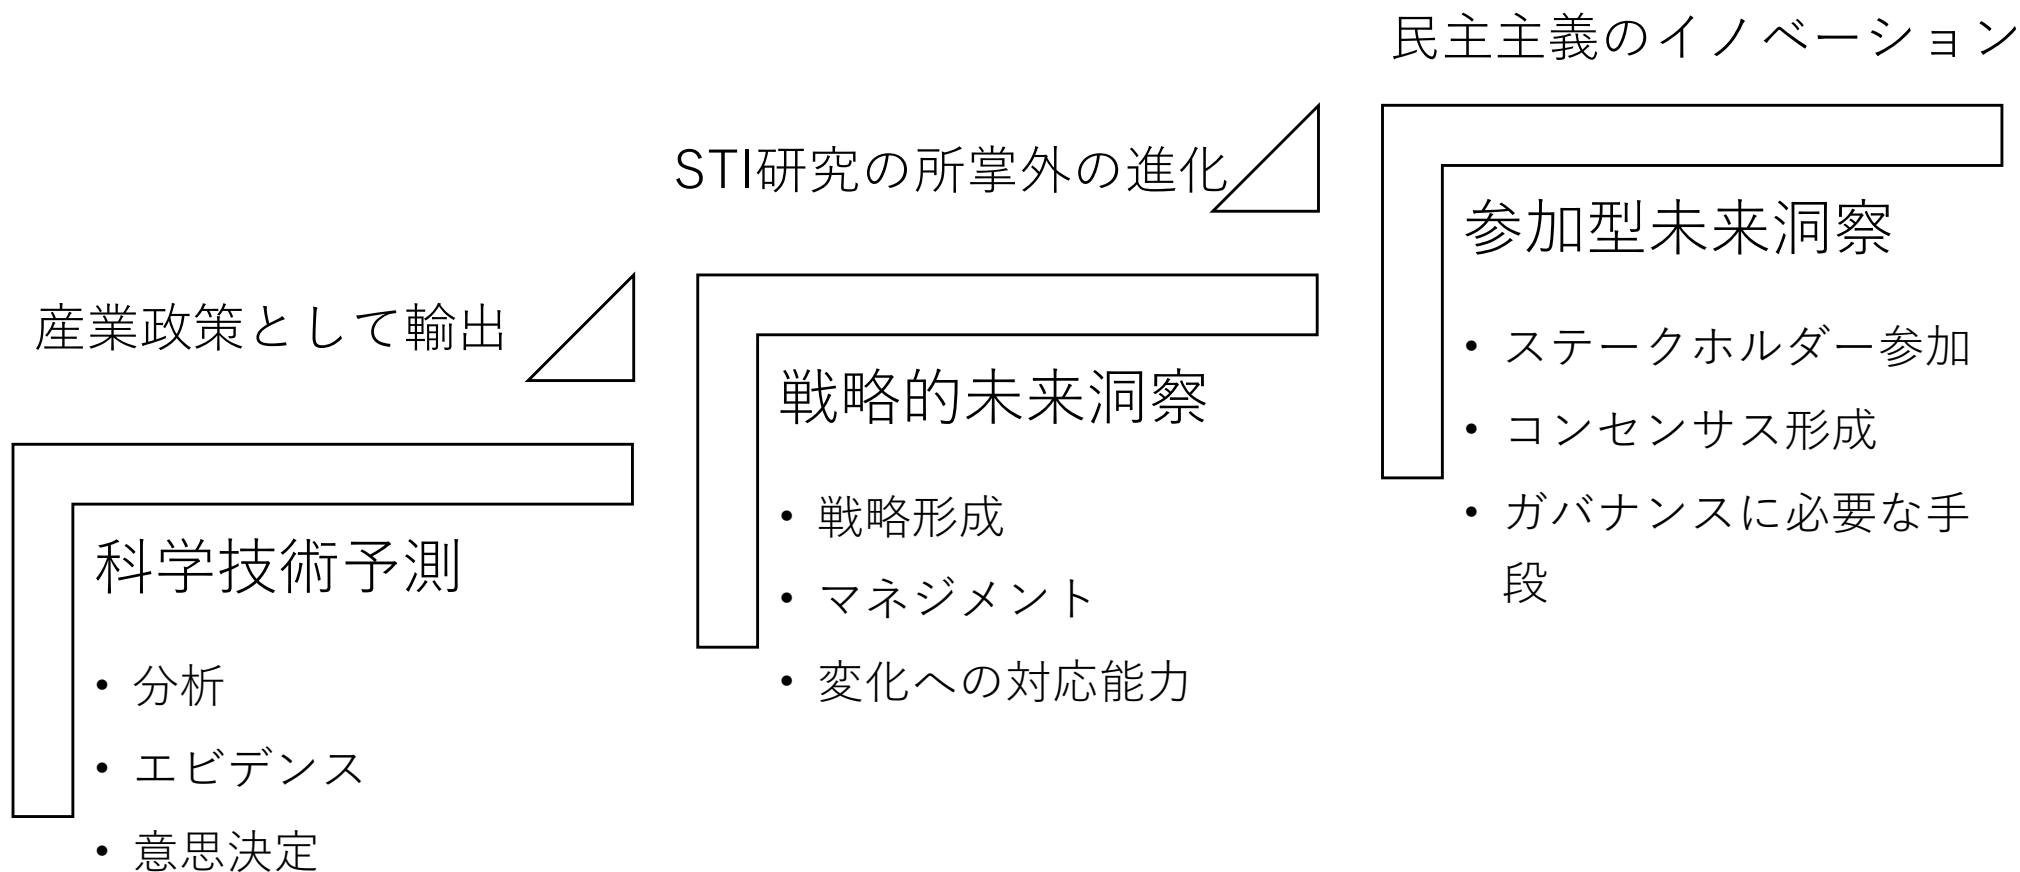 産業政策として輸出
科学技術予測
• 分析
• エビデンス
• 意思決定
STI研究の所掌外の進化
戦略的未来洞察
• 戦略形成
• マネジメント
• 変化への対応能力
民主主義のイノベーション
参加型未来洞察
• ステークホルダー参加
• コンセンサス形成
• ガバナンスに必要な手
段